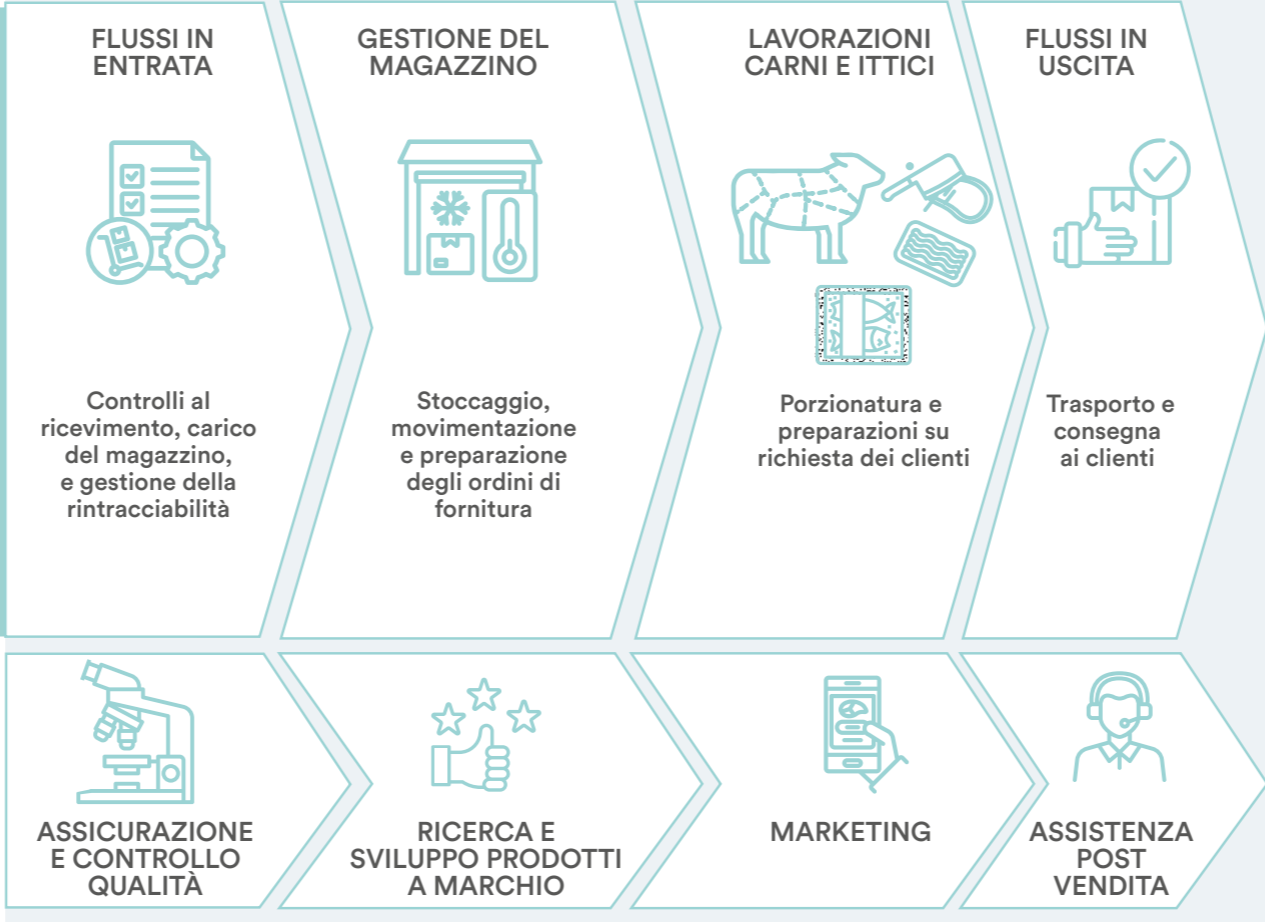 FLUSSI IN
ENTRATA
Controlli al
ricevimento, carico
del magazzino,
e gestione della
rintracciabilità
GESTIONE DEL
MAGAZZINO
Stoccaggio,
movimentazione
e preparazione
degli ordini di
fornitura
LAVORAZIONI
CARNI E ITTICI
Porzionatura e
preparazioni su
richiesta dei clienti
FLUSSI IN
USCITA
Trasporto e
consegna
ai clienti
ASSICURAZIONE
E CONTROLLO
QUALITÀ
RICERCA E
SVILUPPO PRODOTTI
A MARCHIO
MARKETING
ASSISTENZA
POST
VENDITA